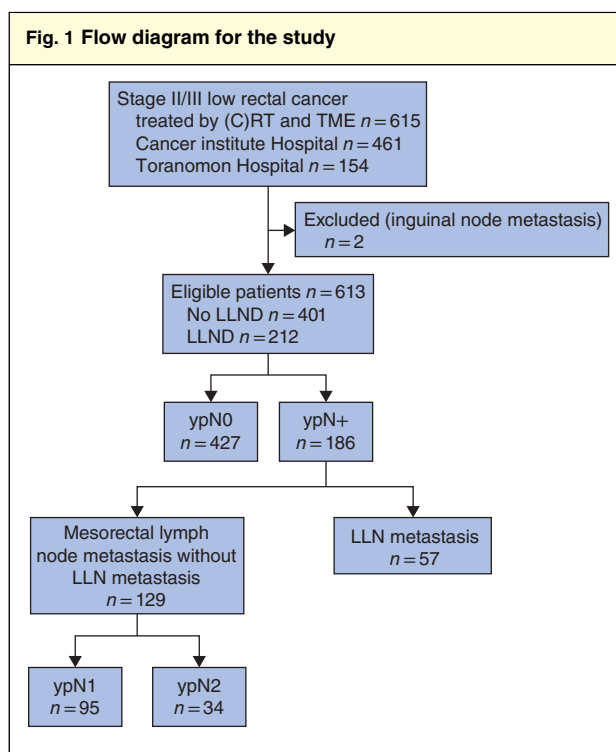 Fig. 1 Flow diagram for the study
Stage II/III low rectal cancer
treated by (C)RT and TME n = 615
Cancer institute Hospital n = 461
Toranomon Hospital n = 154
Excluded (inguinal node metastasis)
n = 2
Eligible patients n = 613
No LLND n = 401
LLND n = 212
ypN0
n = 427
ypN+
n = 186
Mesorectal lymph
node metastasis without
LLN metastasis
n = 129
LLN metastasis
n = 57
ypN1
n = 95
ypN2
n = 34